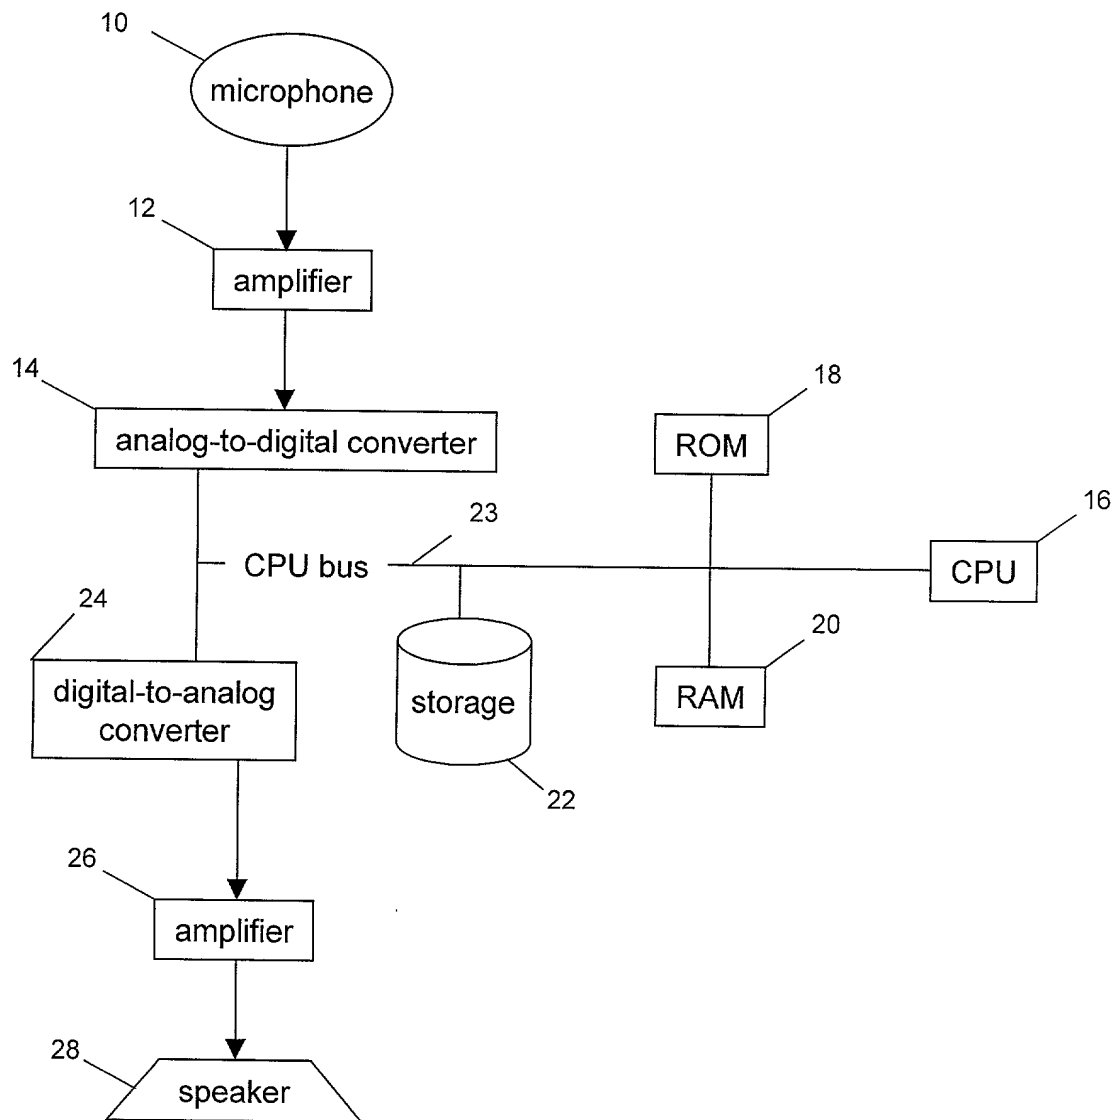 10
microphone
12
amplifier
14
analog-to-digital converter
18
ROM
23
16
CPU bus
CPU
24
20
digital-to-analog
converter
storage
RAM
22
26
amplifier
28
speaker